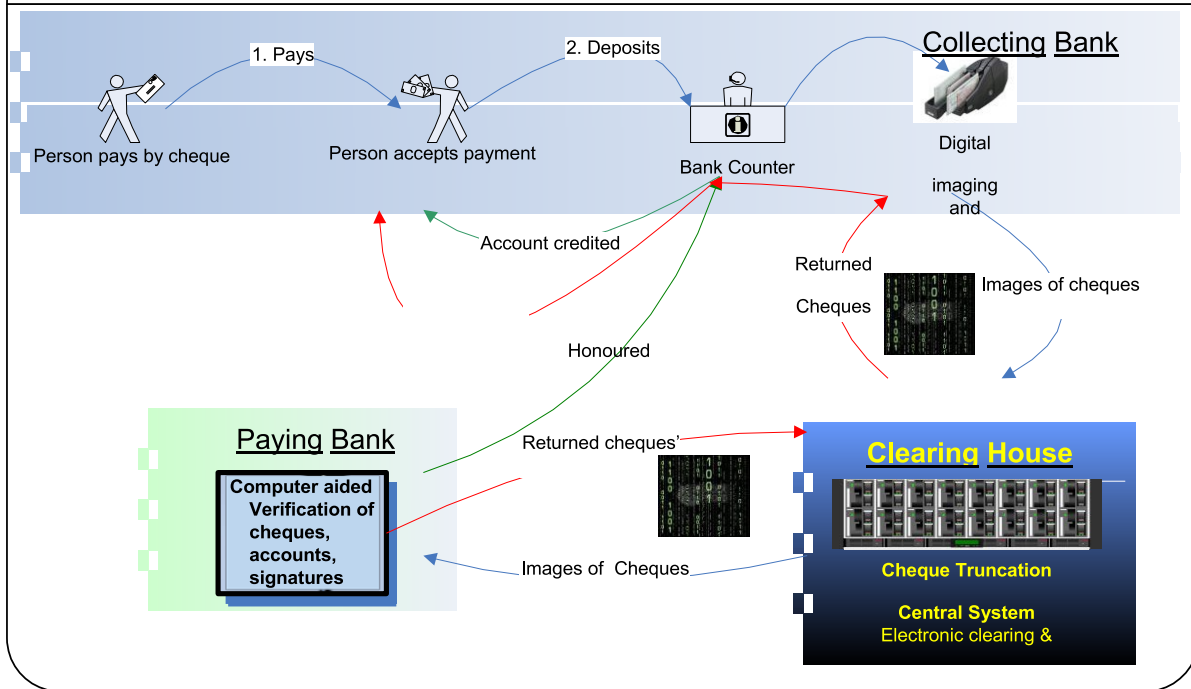 Collecting Bank
1. Pays
2. Deposits
Person pays by cheque
Person accepts payment
Bank Counter
Digital
imaging
and
Account credited
Returned
Cheques
Images of cheques
Honoured
Paying Bank
Computer aided
Verification of
cheques,
accounts,
signatures
Returned cheques’
Images of Cheques
Clearing House
Cheque Truncation
Central System
Electronic clearing &